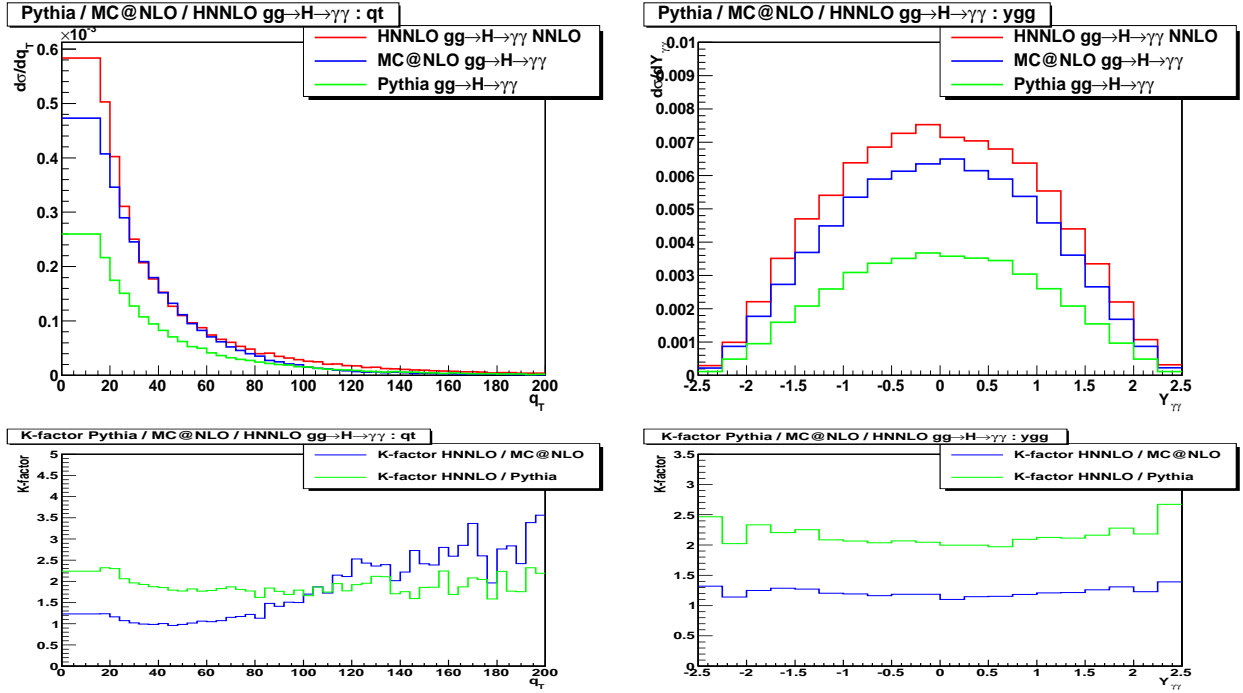 Pythia / MC@NLO / HNNLO gg→H→γγ : qt
×10⁻³
dσ/dq_T
HNNLO gg→H→γγ NNLO
MC@NLO gg→H→γγ
Pythia gg→H→γγ
0.6
0.5
0.4
0.3
0.2
0.1
0
0 20 40 60 80 100 120 140 160 180 200
q_T
Pythia / MC@NLO / HNNLO gg→H→γγ : ygg
dσ/dY_γγ
HNNLO gg→H→γγ NNLO
MC@NLO gg→H→γγ
Pythia gg→H→γγ
0.01
0.009
0.008
0.007
0.006
0.005
0.004
0.003
0.002
0.001
0
-2.5 -2 -1.5 -1 -0.5 0 0.5 1 1.5 2 2.5
Y_γγ
K-factor Pythia / MC@NLO / HNNLO gg→H→γγ : qt
K-factor
K-factor HNNLO / MC@NLO
K-factor HNNLO / Pythia
5
4.5
4
3.5
3
2.5
2
1.5
1
0.5
0
0 20 40 60 80 100 120 140 160 180 200
q_T
K-factor Pythia / MC@NLO / HNNLO gg→H→γγ : ygg
K-factor
K-factor HNNLO / MC@NLO
K-factor HNNLO / Pythia
3.5
3
2.5
2
1.5
1
0.5
0
-2.5 -2 -1.5 -1 -0.5 0 0.5 1 1.5 2 2.5
Y_γγ